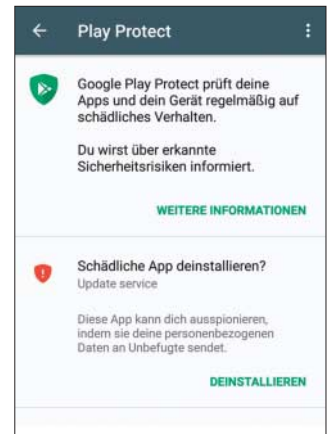 Play Protect
Google Play Protect prüft deine
Apps und dein Gerät regelmäßig auf
schädliches Verhalten.
Du wirst über erkannte
Sicherheitsrisiken informiert.
WEITERE INFORMATIONEN
Schädliche App deinstallieren?
Update service
Diese App kann dich ausspionieren,
indem sie deine personenbezogenen
Daten an Unbefugte sendet.
DEINSTALLIEREN